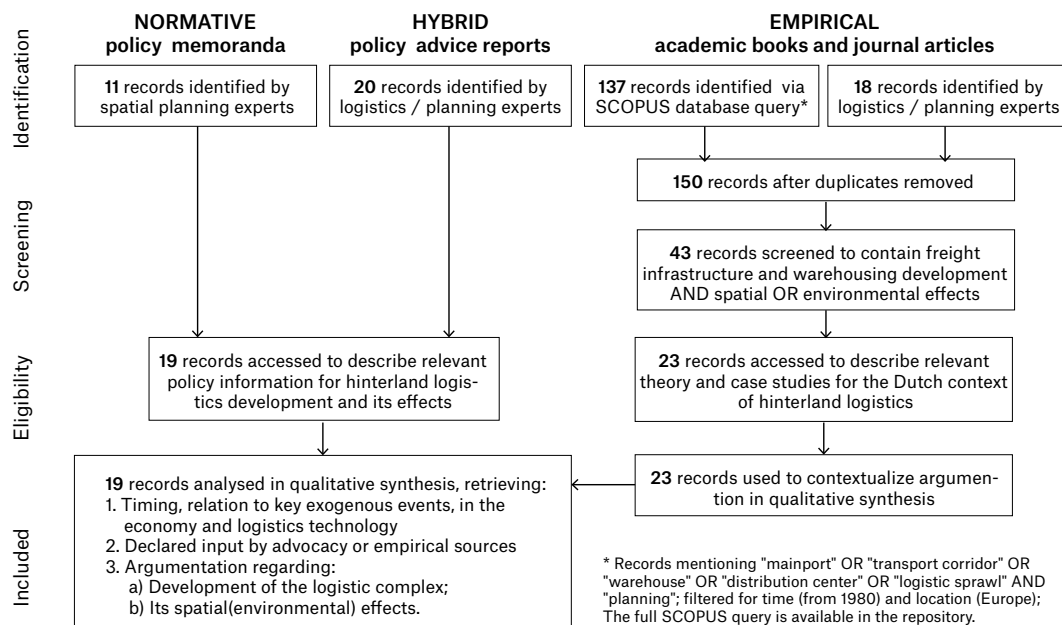 NORMATIVE
policy memoranda
HYBRID
policy advice reports
EMPIRICAL
academic books and journal articles
Identification
11 records identified by
spatial planning experts
20 records identified by
logistics / planning experts
137 records identified via
SCOPUS database query*
18 records identified by
logistics / planning experts
150 records after duplicates removed
Screening
43 records screened to contain freight
infrastructure and warehousing development
AND spatial OR environmental effects
Eligibility
19 records accessed to describe relevant
policy information for hinterland logis-
tics development and its effects
23 records accessed to describe relevant
theory and case studies for the Dutch context
of hinterland logistics
Included
19 records analysed in qualitative synthesis, retrieving:
1. Timing, relation to key exogenous events, in the
economy and logistics technology
2. Declared input by advocacy or empirical sources
3. Argumentation regarding:
a) Development of the logistic complex;
b) Its spatial(environmental) effects.
23 records used to contextualize argumen-
tion in qualitative synthesis
* Records mentioning "mainport" OR "transport corridor" OR
"warehouse" OR "distribution center" OR "logistic sprawl" AND
"planning"; filtered for time (from 1980) and location (Europe);
The full SCOPUS query is available in the repository.